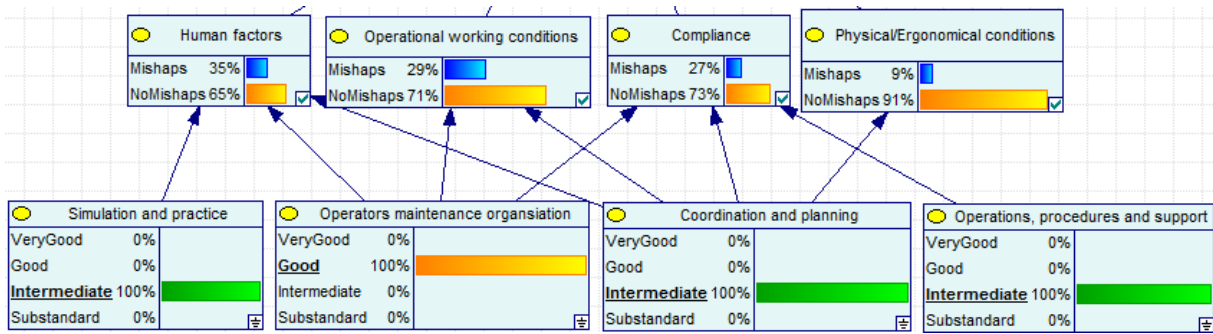 Human factors
Mishaps 35%
NoMishaps 65%
Operational working conditions
Mishaps 29%
NoMishaps 71%
Compliance
Mishaps 27%
NoMishaps 73%
Physical/Ergonomical conditions
Mishaps 9%
NoMishaps 91%
Simulation and practice
VeryGood 0%
Good 0%
Intermediate 100%
Substandard 0%
Operators maintenance organsiation
VeryGood 0%
Good 100%
Intermediate 0%
Substandard 0%
Coordination and planning
VeryGood 0%
Good 0%
Intermediate 100%
Substandard 0%
Operations, procedures and support
VeryGood 0%
Good 0%
Intermediate 100%
Substandard 0%